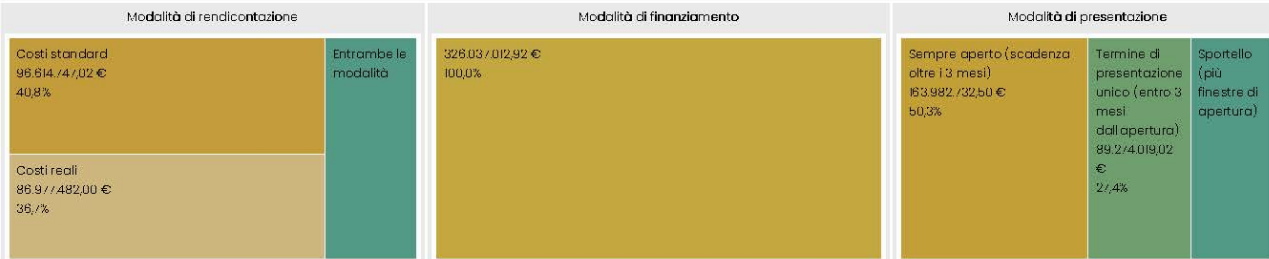 Modalità di rendicontazione
Costi standard
96.614.747,02 €
40,8%
Costi reali
86.977.482,00 €
36,7%
Entrambe le
modalità
Modalità di finanziamento
326.037.012,92 €
100,0%
Modalità di presentazione
Sempre aperto (scadenza
oltre i 3 mesi)
163.982.732,50 €
50,3%
Termine di
presentazione
unico (entro 3
mesi
dall'apertura)
89.274.019,02
€
27,4%
Sportello
(più
finestre di
apertura)